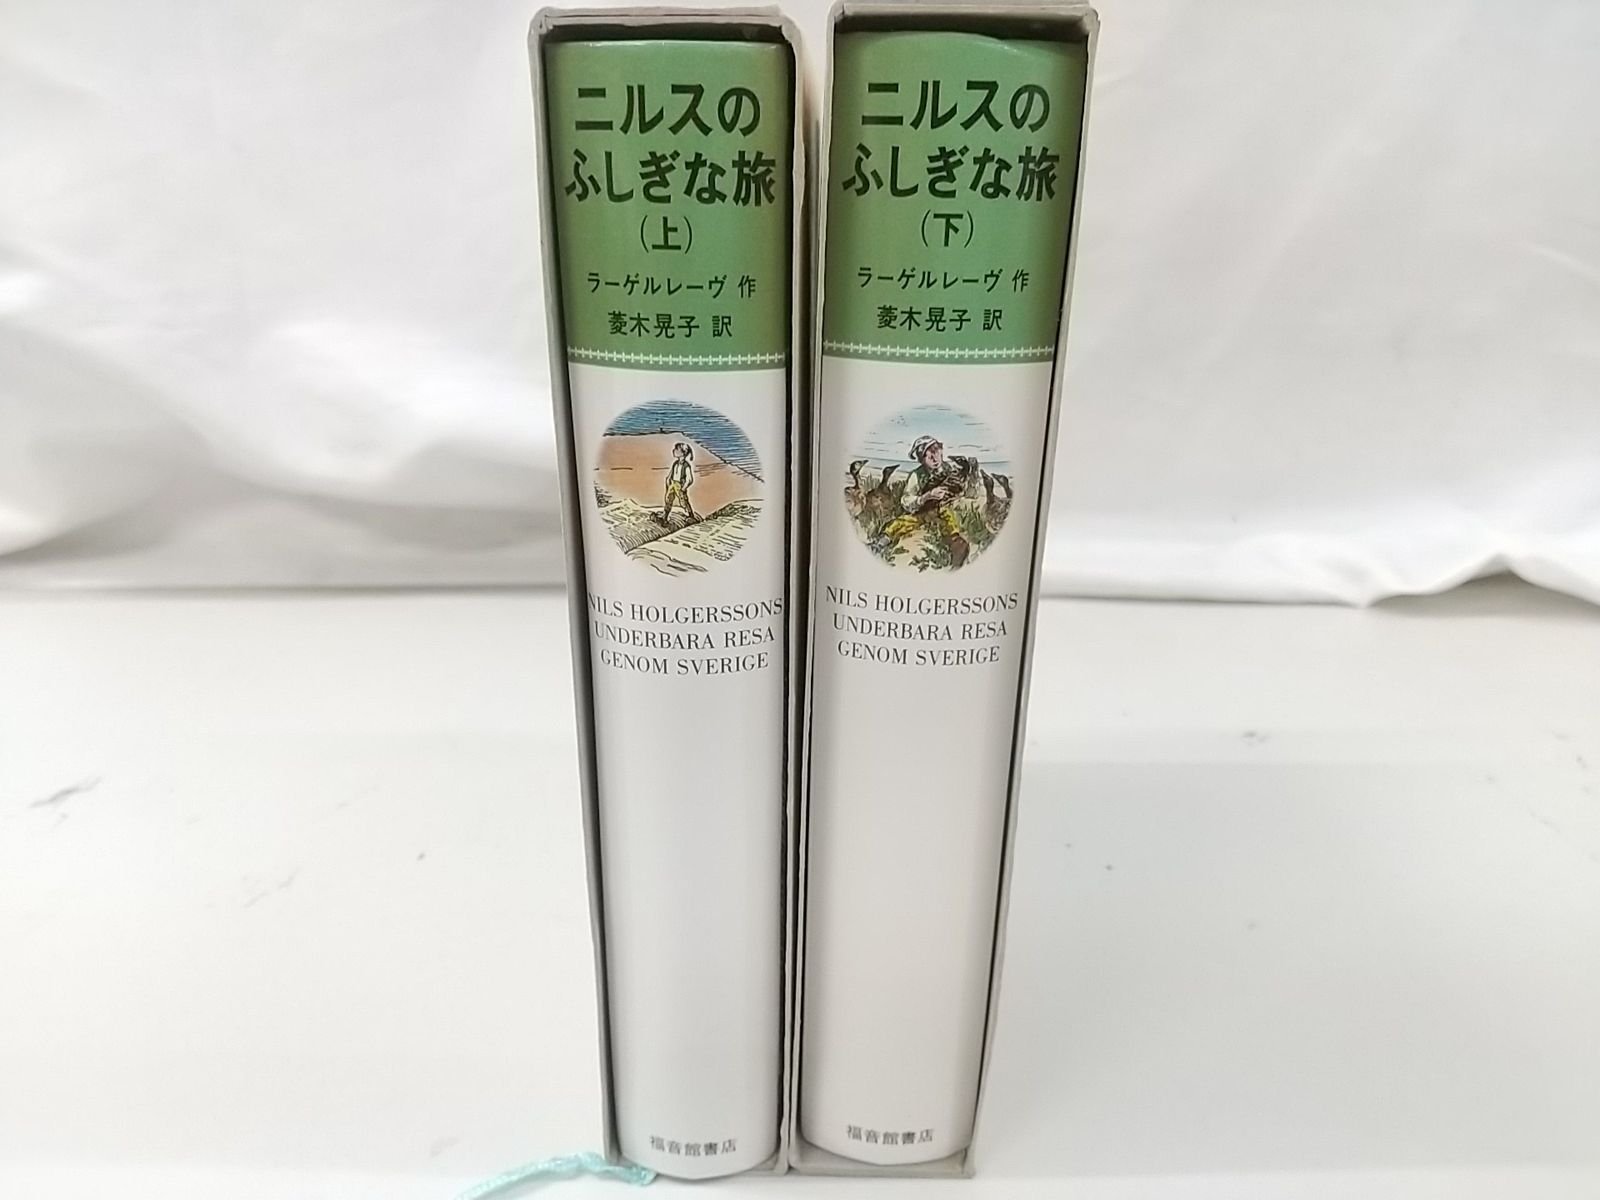 ニルスの
ふしぎな旅
(上)
ラーゲルレーヴ 作
菱木晃子 訳
NILS HOLGERSSONS
UNDERBARA RESA
GENOM SVERIGE
福音館書店
ニルスの
ふしぎな旅
(下)
ラーゲルレーヴ 作
菱木晃子 訳
NILS HOLGERSSONS
UNDERBARA RESA
GENOM SVERIGE
福音館書店